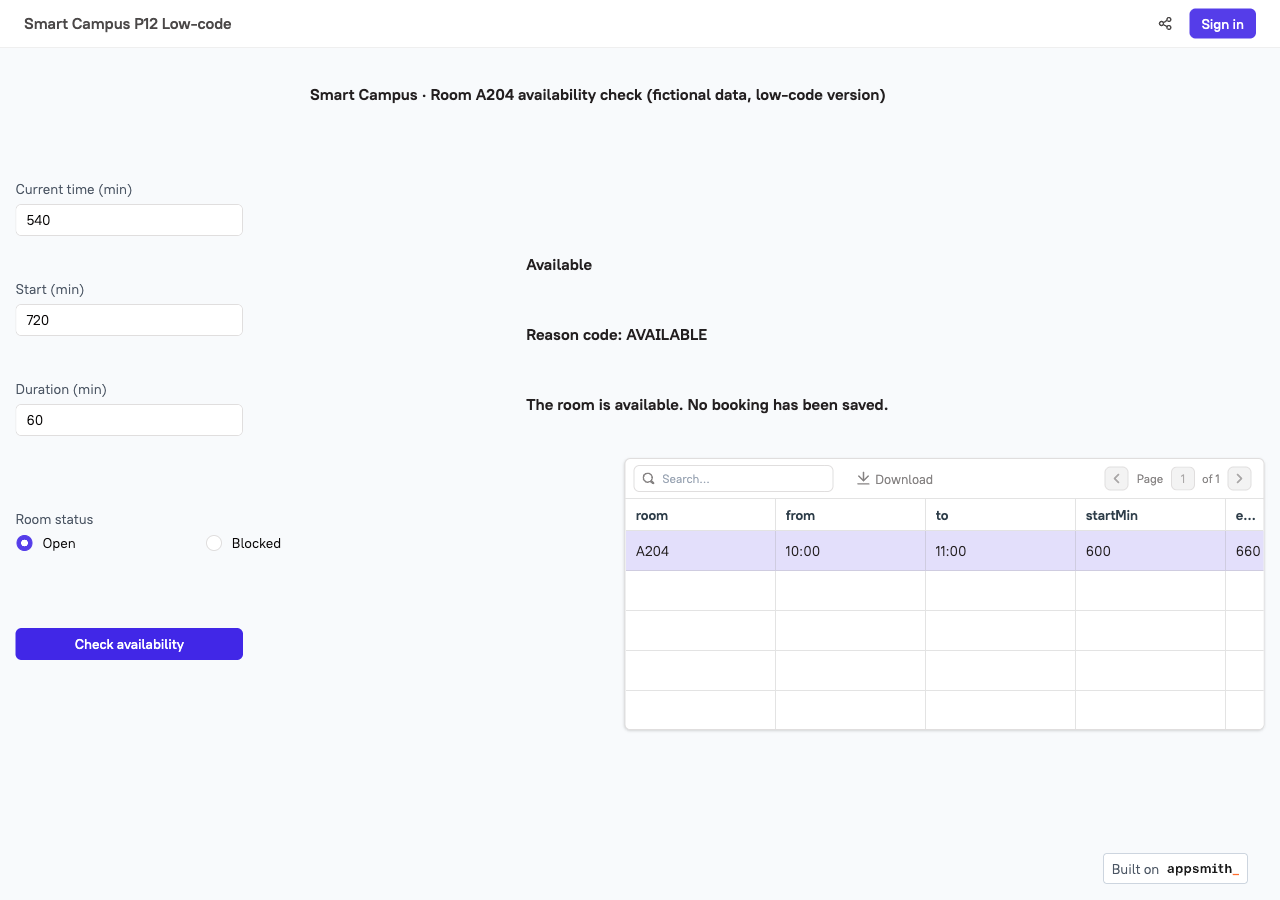 Smart Campus P12 Low-code
Sign in
Smart Campus · Room A204 availability check (fictional data, low-code version)
Current time (min)
540
Start (min)
720
Duration (min)
60
Room status
Open Blocked
Check availability
Available
Reason code: AVAILABLE
The room is available. No booking has been saved.
Search... Download Page 1 of 1
room from to startMin e...
A204 10:00 11:00 600 660
Built on appsmith_